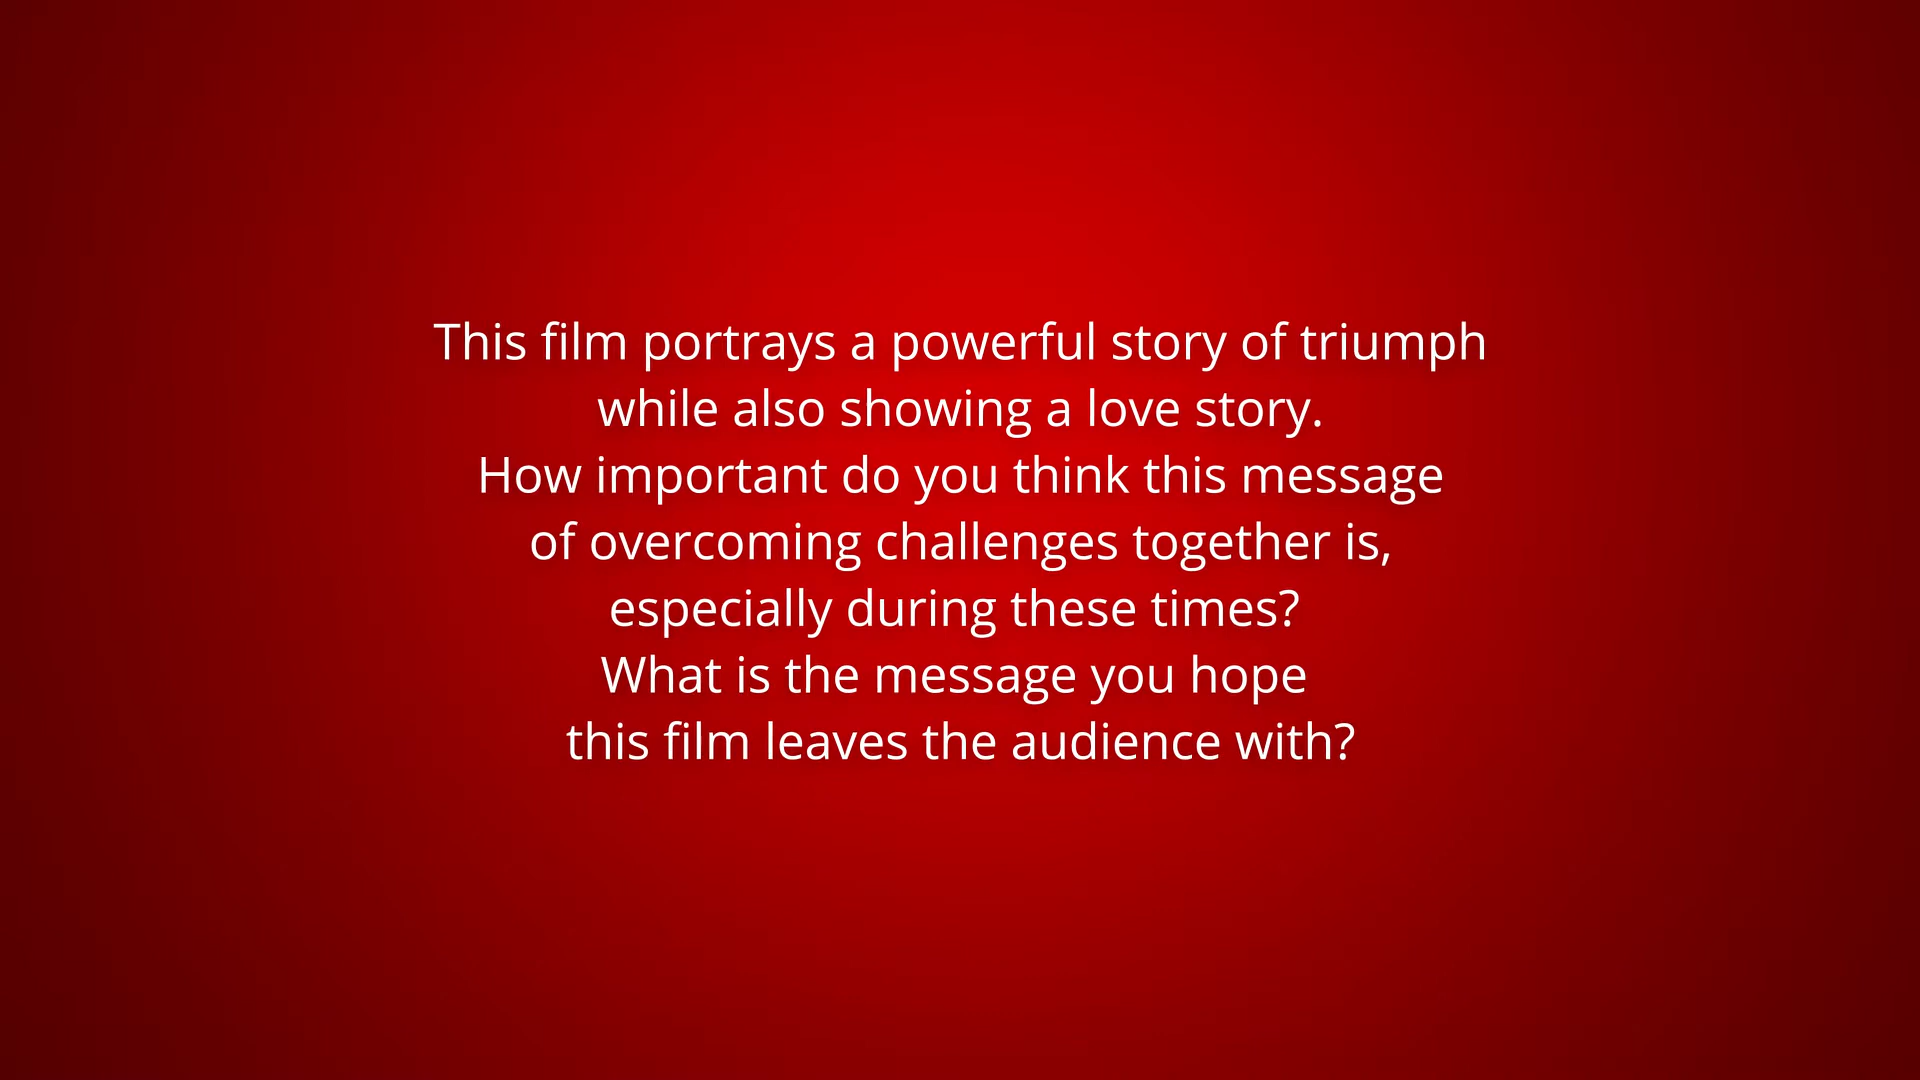 This film portrays a powerful story of triumph
while also showing a love story.
How important do you think this message
of overcoming challenges together is,
especially during these times?
What is the message you hope
this film leaves the audience with?